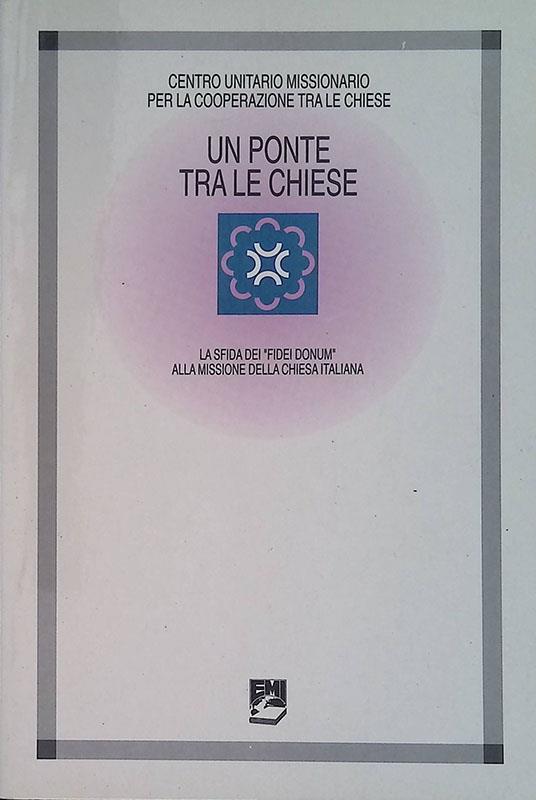 CENTRO UNITARIO MISSIONARIO
PER LA COOPERAZIONE TRA LE CHIESE
UN PONTE
TRA LE CHIESE
LA SFIDA DEI "FIDEI DONUM"
ALLA MISSIONE DELLA CHIESA ITALIANA
EMI